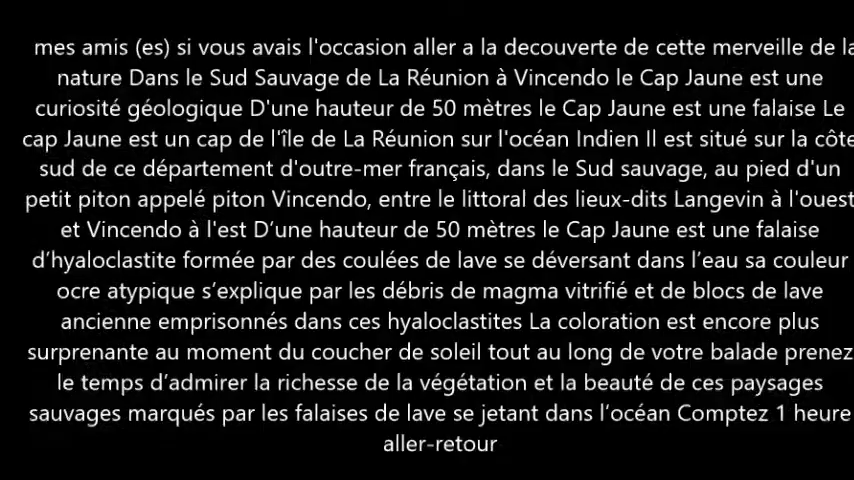 mes amis (es) si vous avais l'occasion aller a la decouverte de cette merveille de la
nature Dans le Sud Sauvage de La Réunion à Vincendo le Cap Jaune est une
curiosité géologique D'une hauteur de 50 mètres le Cap Jaune est une falaise Le
cap Jaune est un cap de l'île de La Réunion sur l'océan Indien Il est situé sur la côte
sud de ce département d'outre-mer français, dans le Sud sauvage, au pied d'un
petit piton appelé piton Vincendo, entre le littoral des lieux-dits Langevin à l'ouest
et Vincendo à l'est D’une hauteur de 50 mètres le Cap Jaune est une falaise
d’hyaloclastite formée par des coulées de lave se déversant dans l’eau sa couleur
ocre atypique s’explique par les débris de magma vitrifié et de blocs de lave
ancienne emprisonnés dans ces hyaloclastites La coloration est encore plus
surprenante au moment du coucher de soleil tout au long de votre balade prenez
le temps d’admirer la richesse de la végétation et la beauté de ces paysages
sauvages marqués par les falaises de lave se jetant dans l’océan Comptez 1 heure
aller-retour